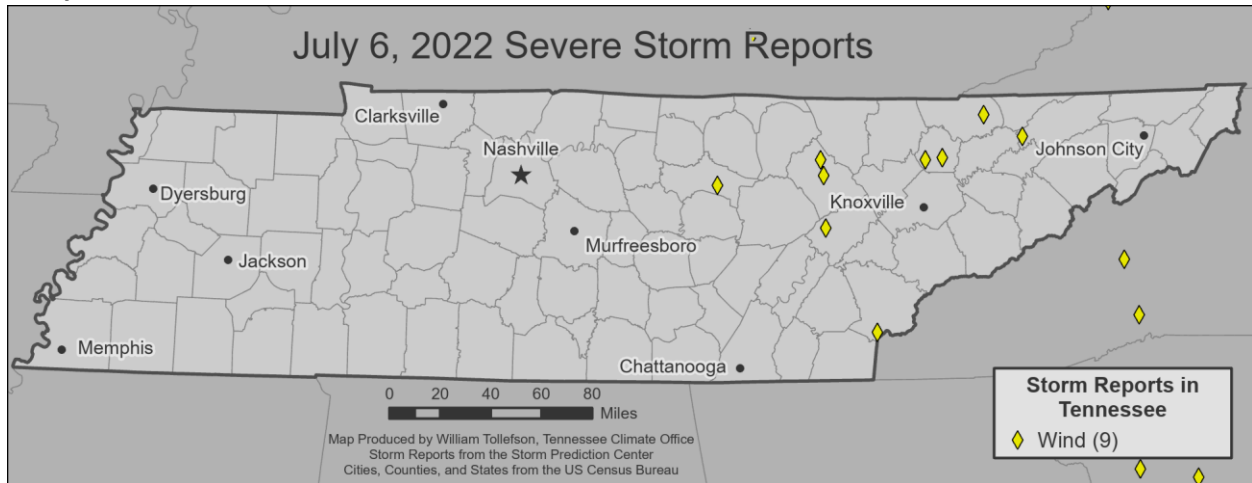 July 6, 2022 Severe Storm Reports
Clarksville
Nashville
Johnson City
Dyersburg
Knoxville
Murfreesboro
Jackson
Memphis
Chattanooga
0 20 40 60 80
Miles
Map Produced by William Tollefson, Tennessee Climate Office
Storm Reports from the Storm Prediction Center
Cities, Counties, and States from the US Census Bureau
Storm Reports in
Tennessee
Wind (9)